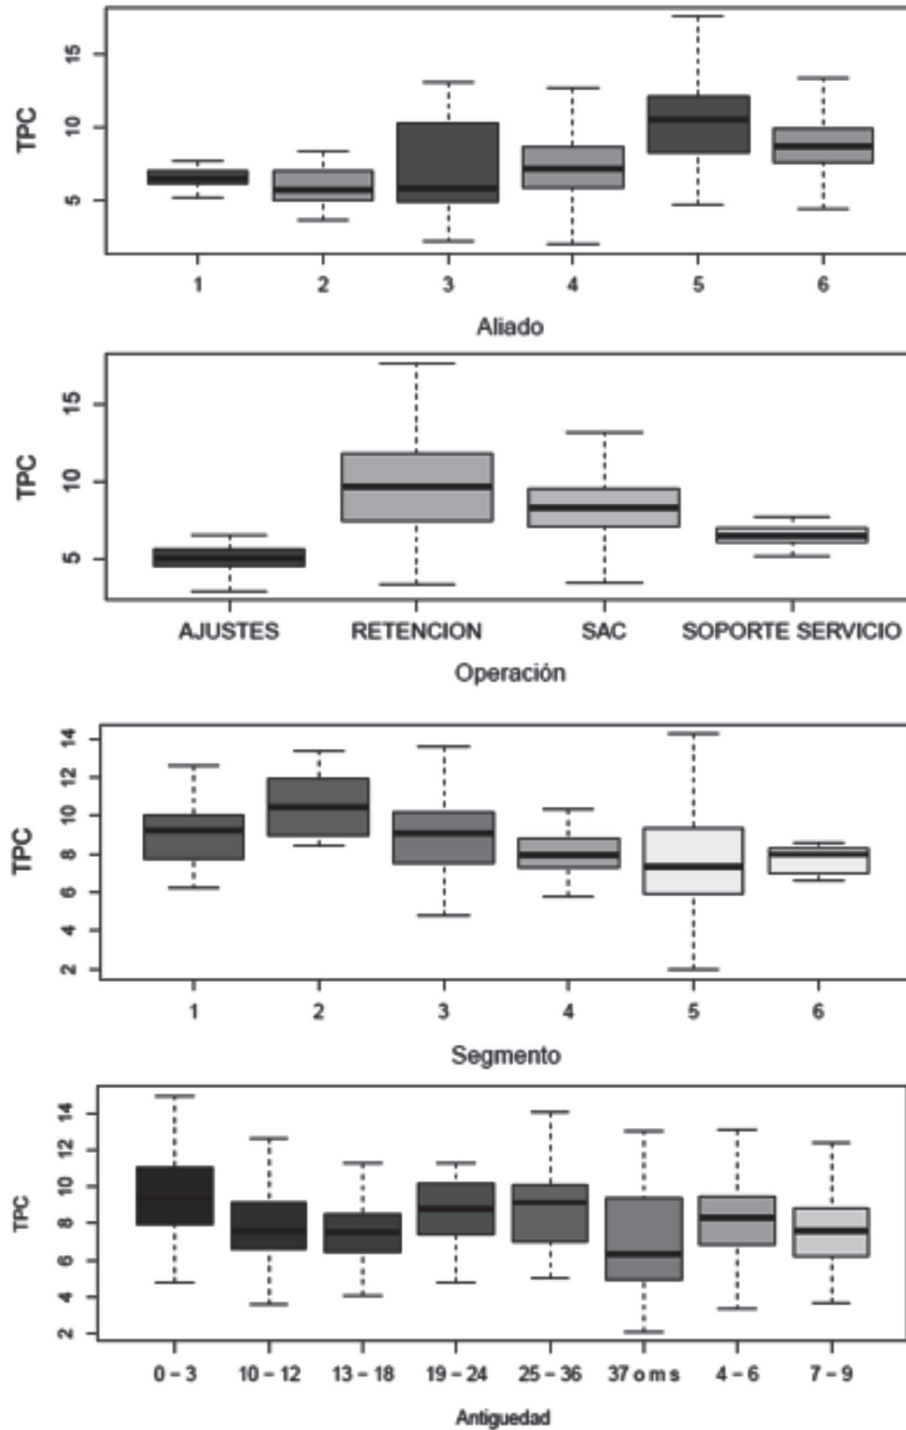 15
TPC
10
5
1 2 3 4 5 6
Aliado
15
TPC
10
5
AJUSTES RETENCION SAC SOPORTE SERVICIO
Operación
14
12
10
TPC
8
6
4
2
1 2 3 4 5 6
Segmento
14
12
10
TPC
8
6
4
2
0 – 3 10 – 12 13 – 18 19 – 24 25 – 36 37 o m s 4 – 6 7 – 9
Antiguedad